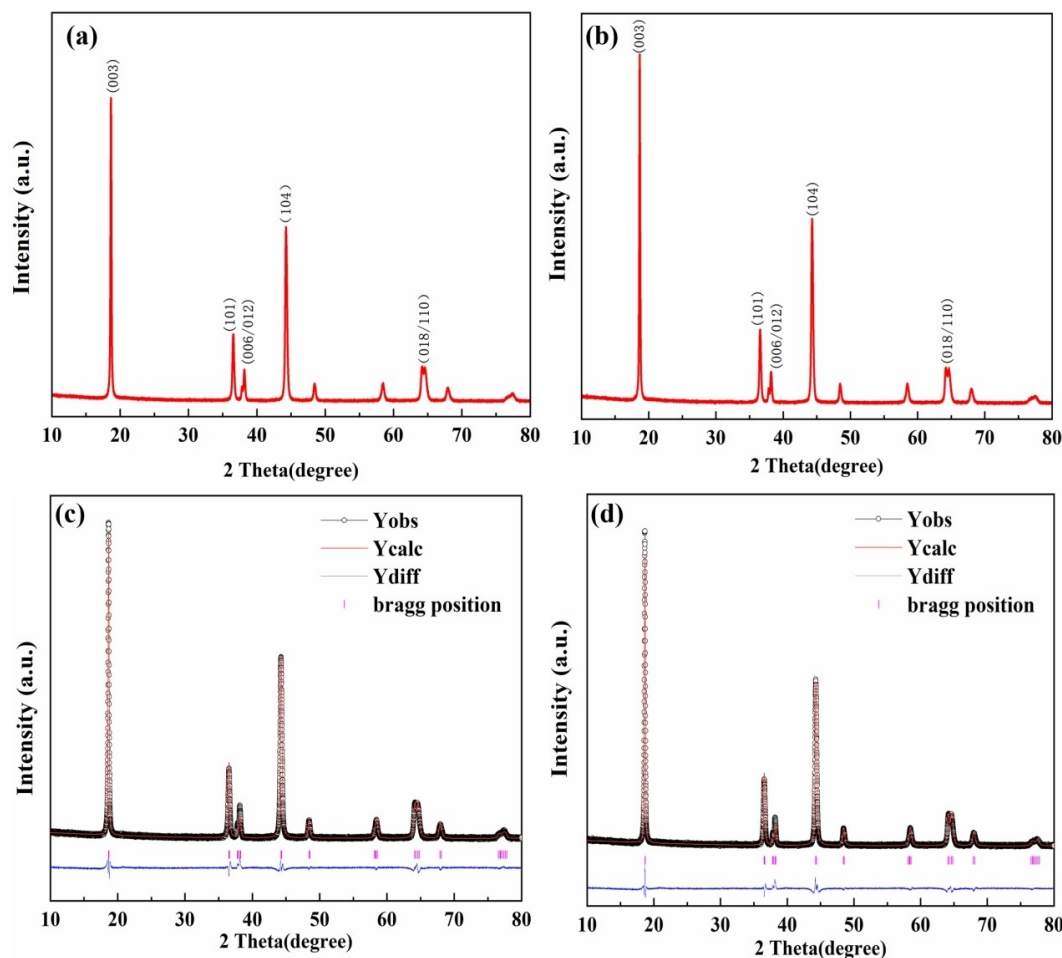 (a)
(003)
(101)
(006/012)
(104)
(018/110)
Intensity (a.u.)
10 20 30 40 50 60 70 80
2 Theta(degree)
(b)
(003)
(101)
(006/012)
(104)
(018/110)
Intensity (a.u.)
10 20 30 40 50 60 70 80
2 Theta(degree)
(c)
Yobs
Ycalc
Ydiff
bragg position
Intensity (a.u.)
10 20 30 40 50 60 70 80
2 Theta(degree)
(d)
Yobs
Ycalc
Ydiff
bragg position
Intensity (a.u.)
10 20 30 40 50 60 70 80
2 Theta(degree)